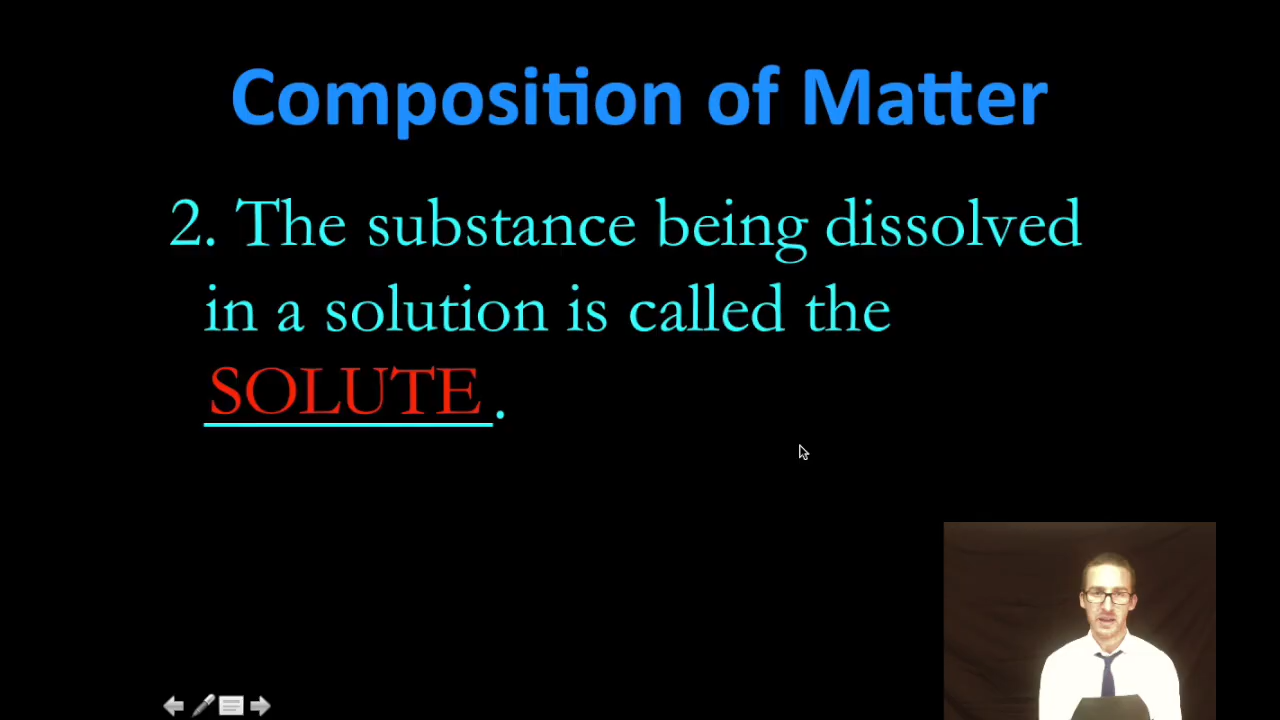 Composition of Matter
2. The substance being dissolved
in a solution is called the
SOLUTE.